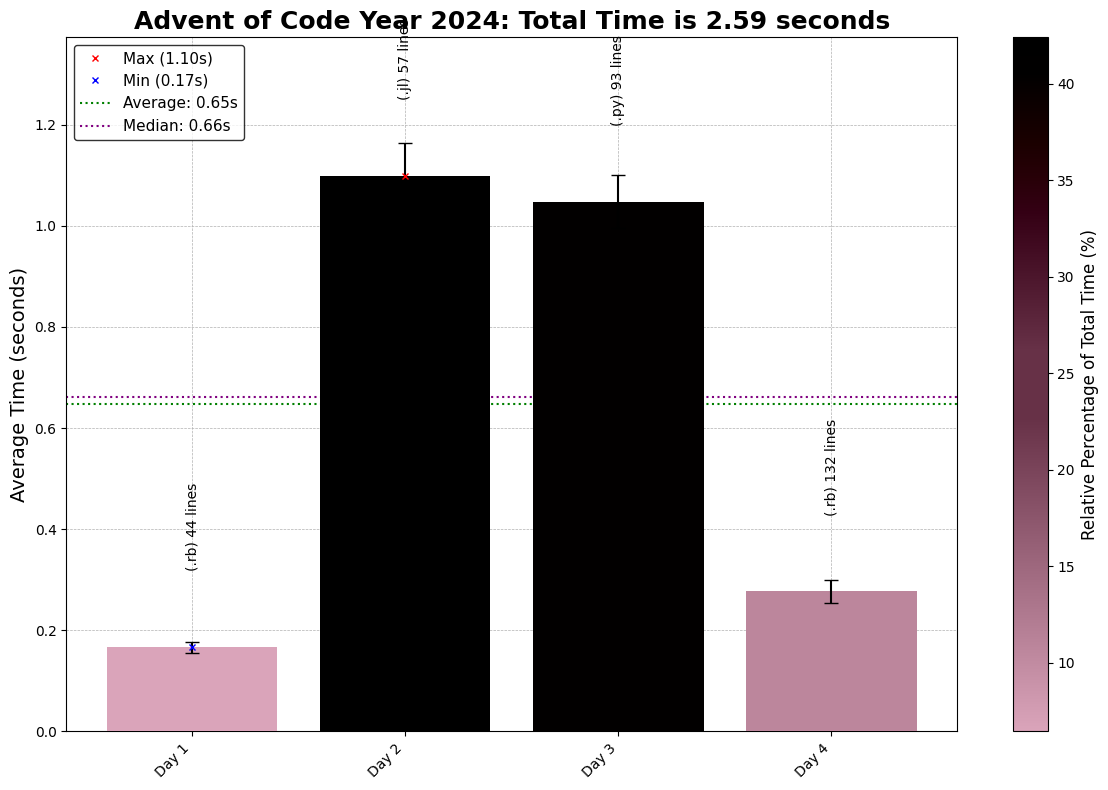 Advent of Code Year 2024: Total Time is 2.59 seconds
Max (1.10s)
Min (0.17s)
Average: 0.65s
Median: 0.66s
(.rb) 44 lines
(.jl) 57 lines
(.py) 93 lines
(.rb) 132 lines
Average Time (seconds)
1.2
1.0
0.8
0.6
0.4
0.2
0.0
Day 1
Day 2
Day 3
Day 4
40
35
30
25
20
15
10
Relative Percentage of Total Time (%)